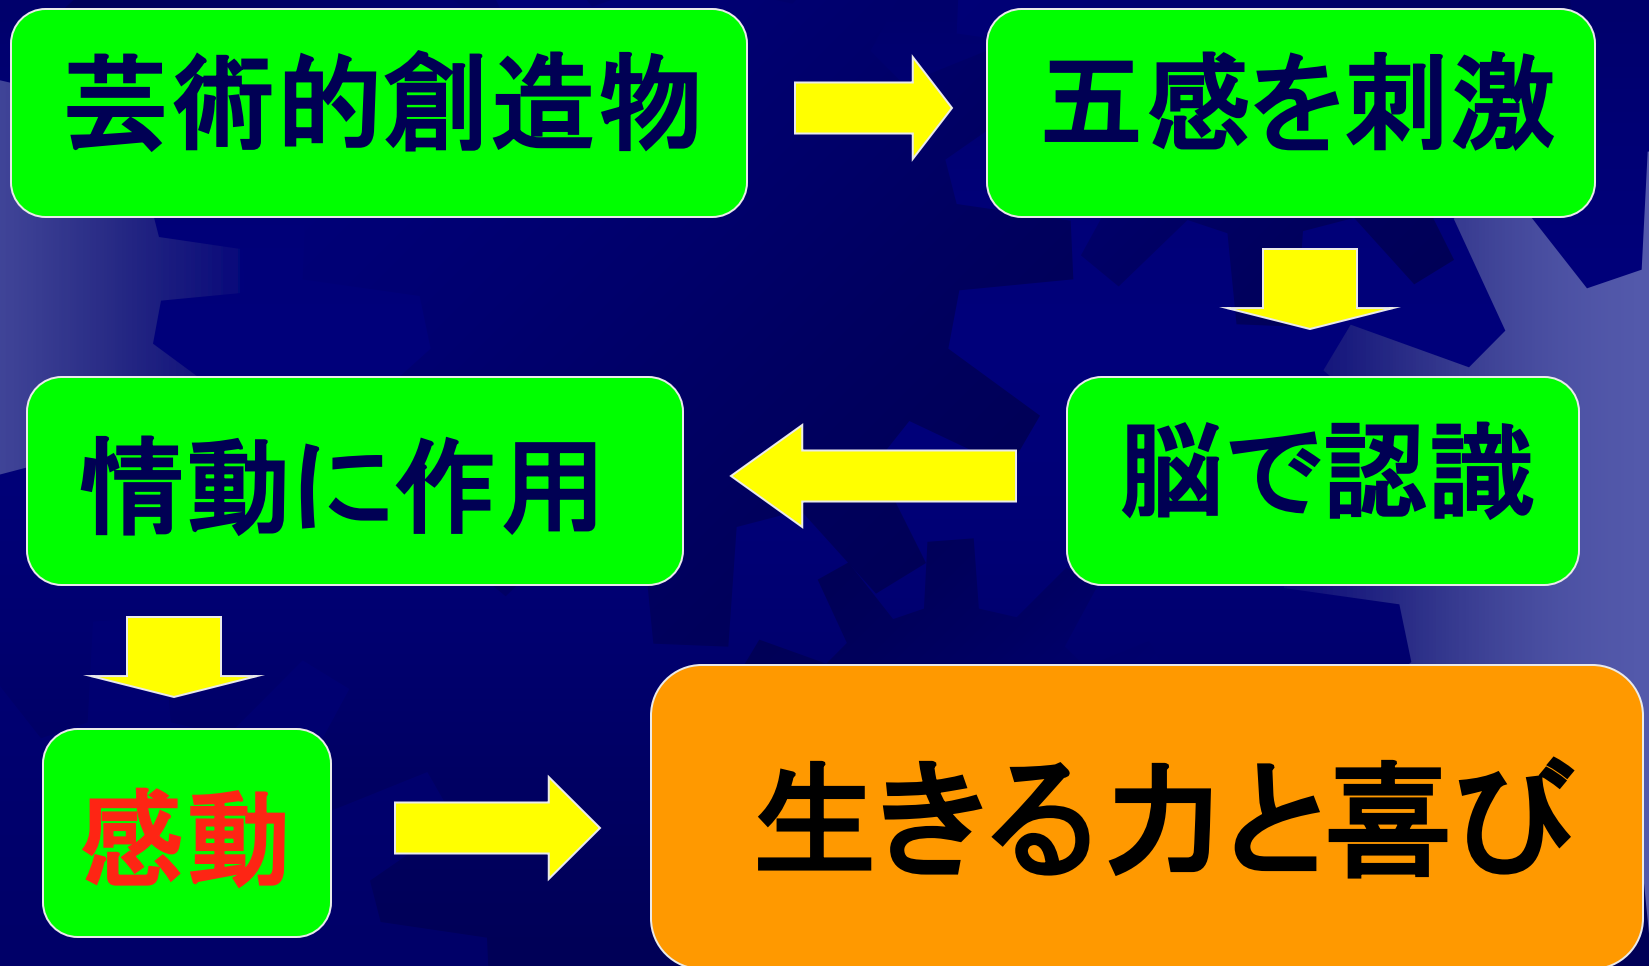 芸術的創造物
五感を刺激
脳で認識
情動に作用
感動
生きる力と喜び